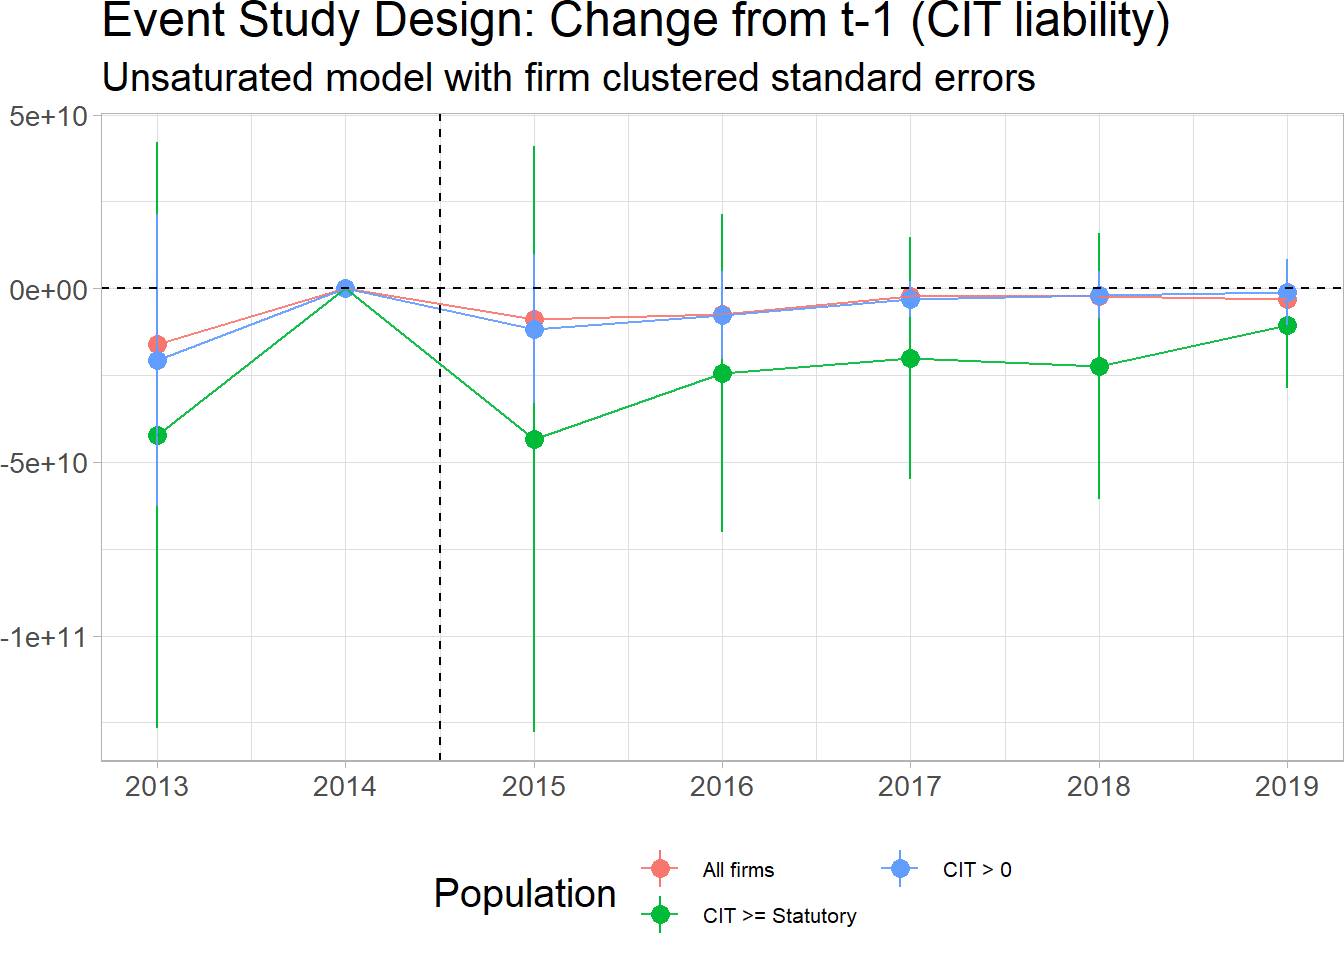 Event Study Design: Change from t-1 (CIT liability)
Unsaturated model with firm clustered standard errors
5e+10
0e+00
-5e+10
-1e+11
2013 2014 2015 2016 2017 2018 2019
Population
All firms
CIT >= Statutory
CIT > 0